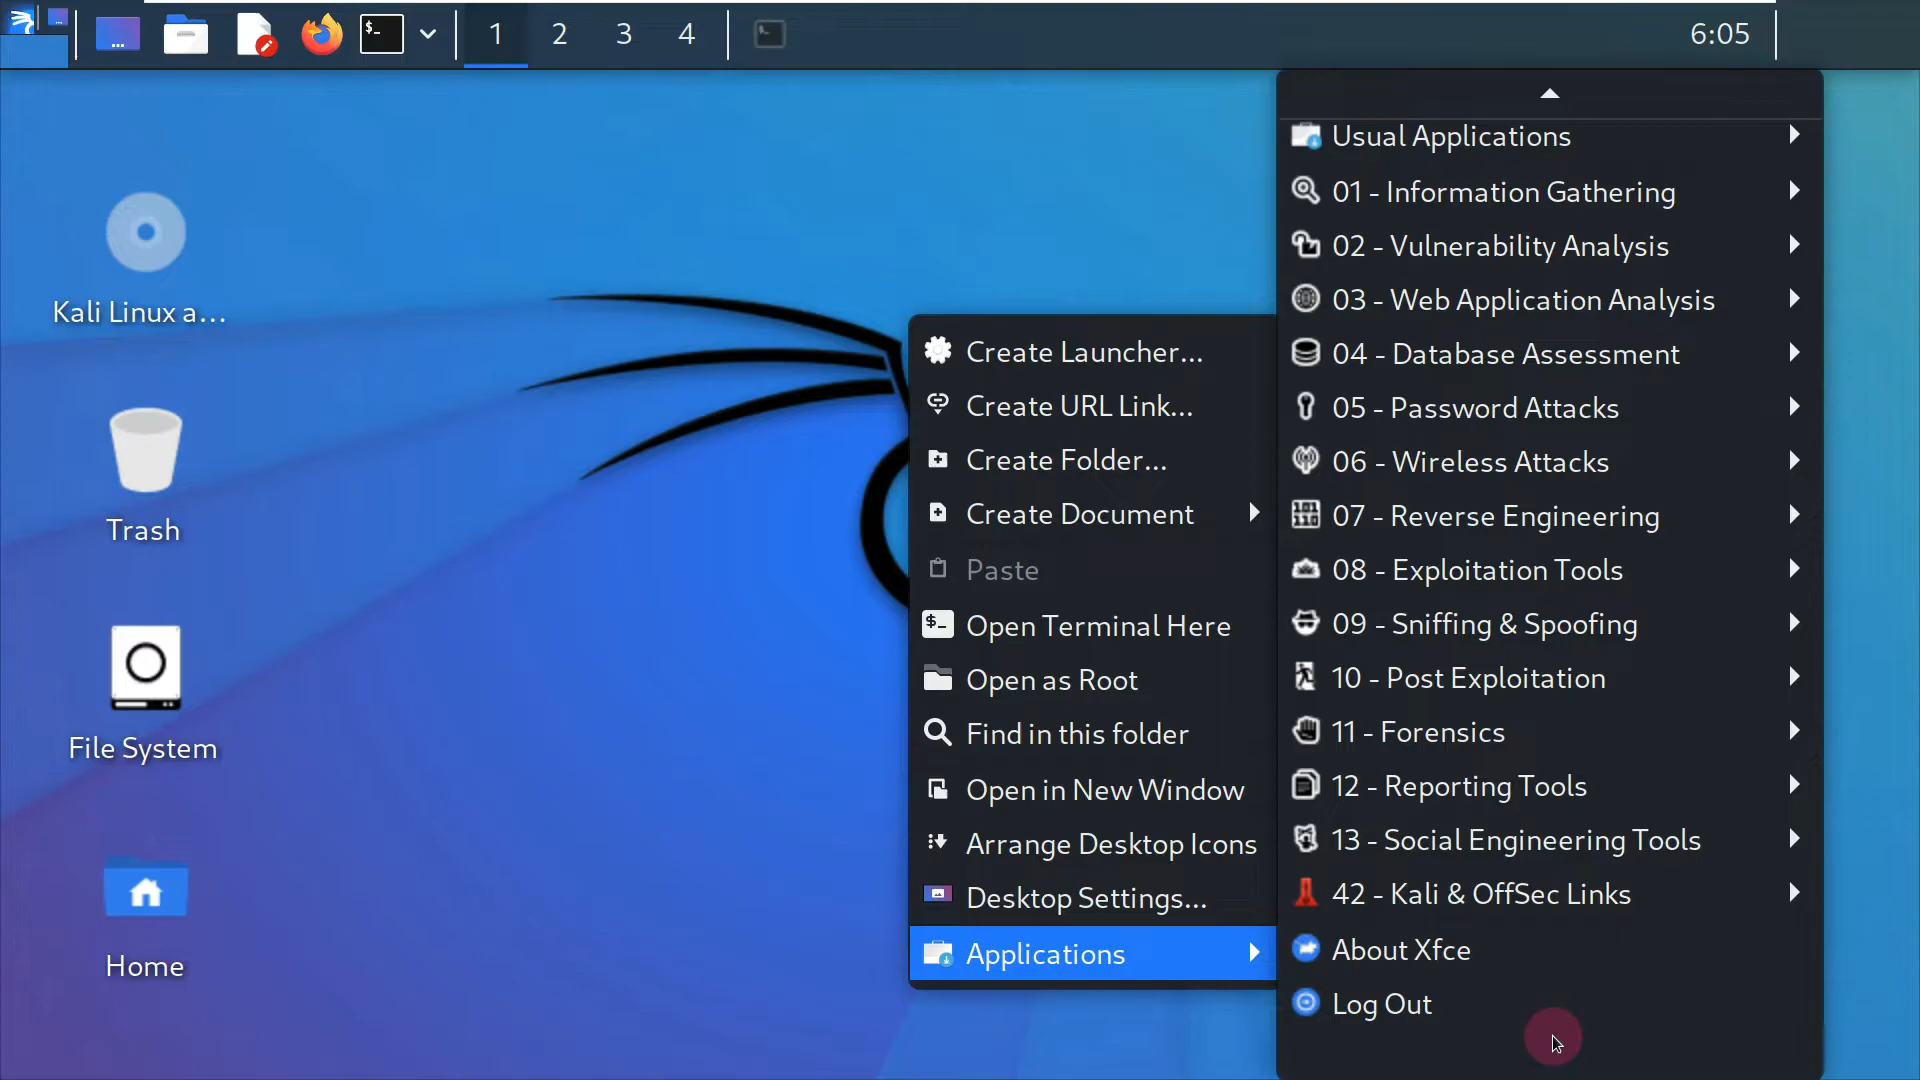 $-
1
2
3
4
6:05
Kali Linux a...
Trash
File System
Home
Create Launcher...
Create URL Link...
Create Folder...
Create Document
Paste
$- Open Terminal Here
Open as Root
Find in this folder
Open in New Window
Arrange Desktop Icons
Desktop Settings...
Applications
Usual Applications
01 - Information Gathering
02 - Vulnerability Analysis
03 - Web Application Analysis
04 - Database Assessment
05 - Password Attacks
06 - Wireless Attacks
07 - Reverse Engineering
08 - Exploitation Tools
09 - Sniffing & Spoofing
10 - Post Exploitation
11 - Forensics
12 - Reporting Tools
13 - Social Engineering Tools
42 - Kali & OffSec Links
About Xfce
Log Out